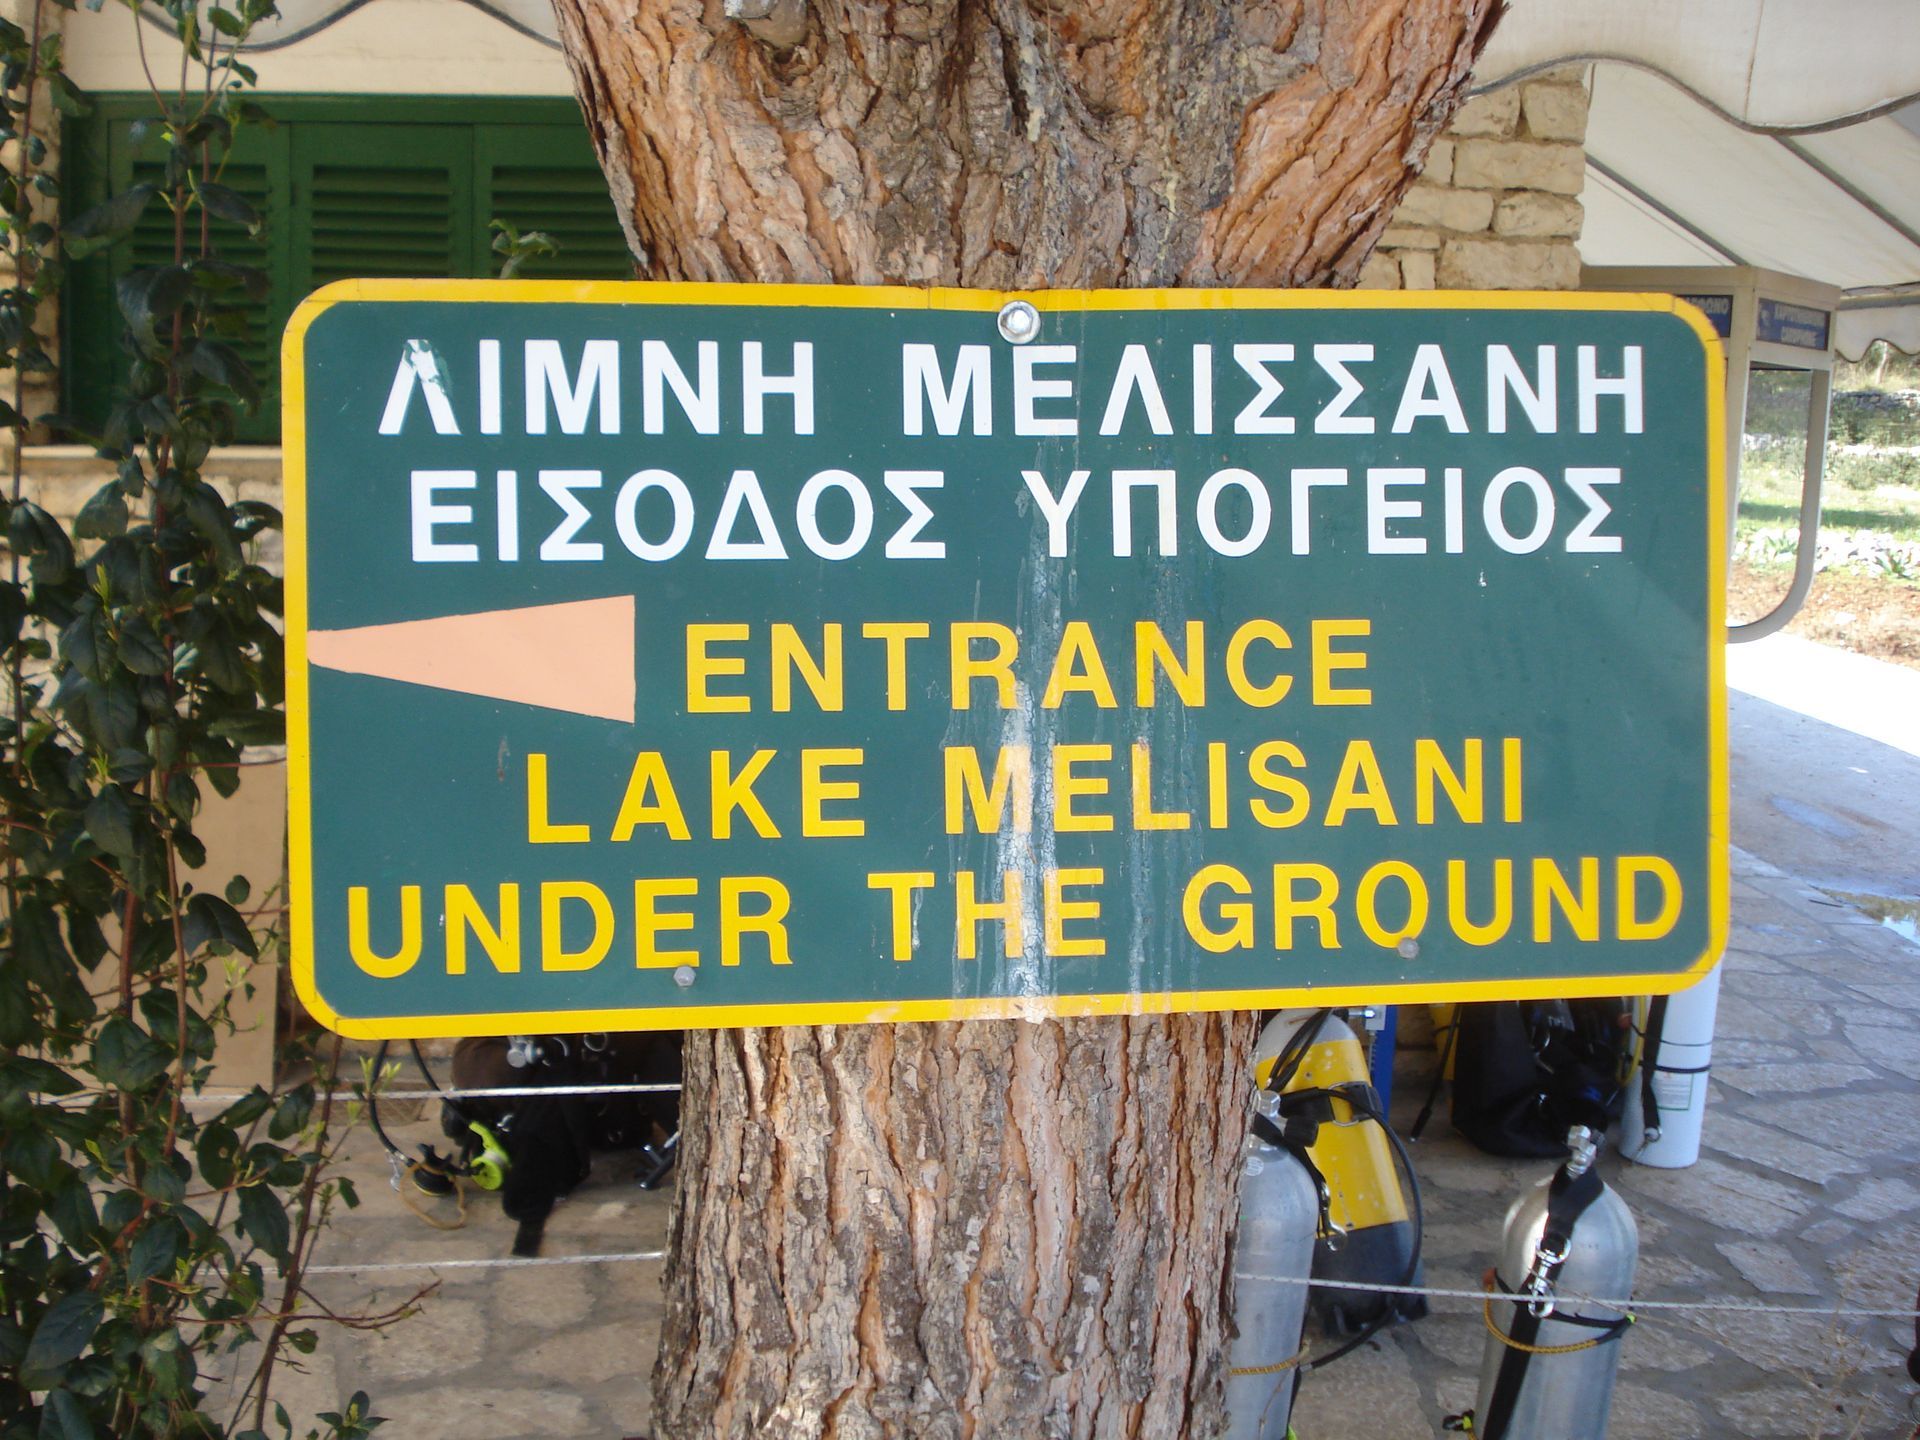 ΛΙΜΝΗ ΜΕΛΙΣΣΑΝΗ
ΕΙΣΟΔΟΣ ΥΠΟΓΕΙΟΣ
ENTRANCE
LAKE MELISANI
UNDER THE GROUND